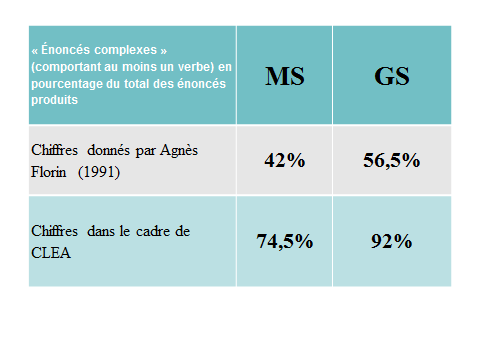 « Énoncés complexes »
(comportant au moins un verbe) en
pourcentage du total des énoncés
produits
MS
GS
Chiffres donnés par Agnès
Florin (1991)
42%
56,5%
Chiffres dans le cadre de
CLEA
74,5%
92%